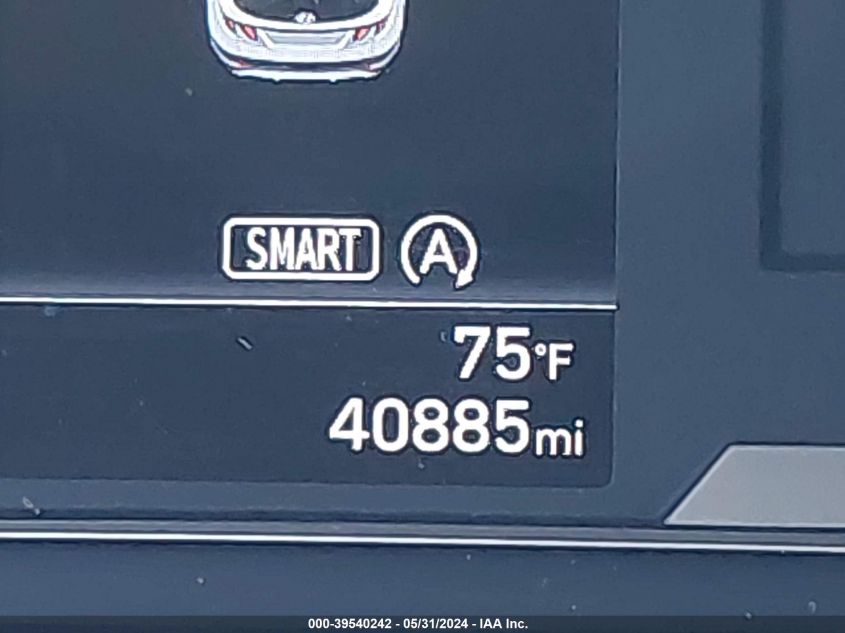 SMART A
75°F
40885mi
000-39540242 - 05/31/2024 - IAA Inc.